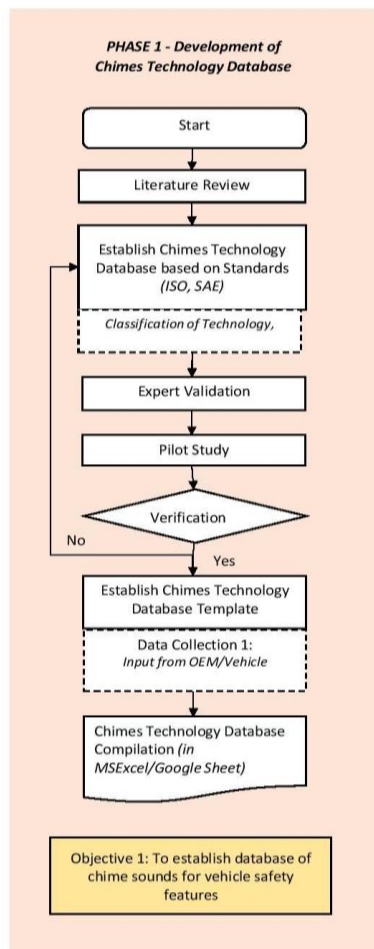 PHASE 1 - Development of
Chimes Technology Database
Start
Literature Review
Establish Chimes Technology
Database based on Standards
(ISO, SAE)
Classification of Technology,
Expert Validation
Pilot Study
Verification
No
Yes
Establish Chimes Technology
Database Template
Data Collection 1:
Input from OEM/Vehicle
Chimes Technology Database
Compilation (in
MSExcel/Google Sheet)
Objective 1: To establish database of
chime sounds for vehicle safety
features